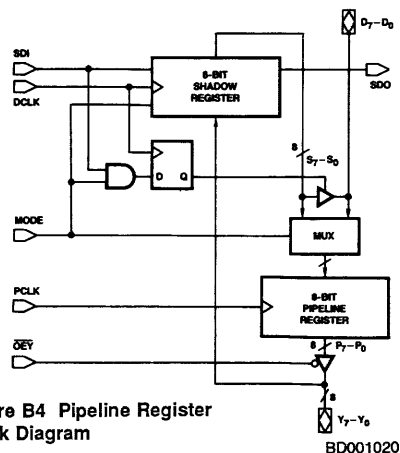 D₇–D₀
SDI
DCLK
8-BIT
SHADOW
REGISTER
SDO
8
S₇–S₀
D Q
MODE
MUX
PCLK
8-BIT
PIPELINE
REGISTER
8 P₇–P₀
OEY
8
re B4 Pipeline Register
k Diagram
Y₇–Y₀
BD001020